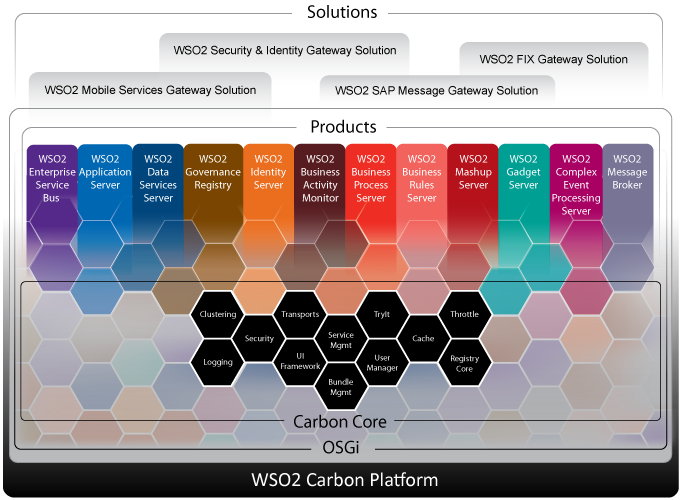 Solutions
WSO2 Security & Identity Gateway Solution
WSO2 FIX Gateway Solution
WSO2 Mobile Services Gateway Solution
WSO2 SAP Message Gateway Solution
Products
WSO2
Enterprise
Service
Bus
WSO2
Application
Server
WSO2
Data
Services
Server
WSO2
Governance
Registry
WSO2
Identity
Server
WSO2
Business
Activity
Monitor
WSO2
Business
Process
Server
WSO2
Business
Rules
Server
WSO2
Mashup
Server
WSO2
Gadget
Server
WSO2
Complex
Event
Processing
Server
WSO2
Message
Broker
Clustering
Transports
TryIt
Throttle
Security
Service
Mgmt
Cache
Logging
UI
Framework
User
Manager
Registry
Core
Bundle
Mgmt
Carbon Core
OSGi
WSO2 Carbon Platform